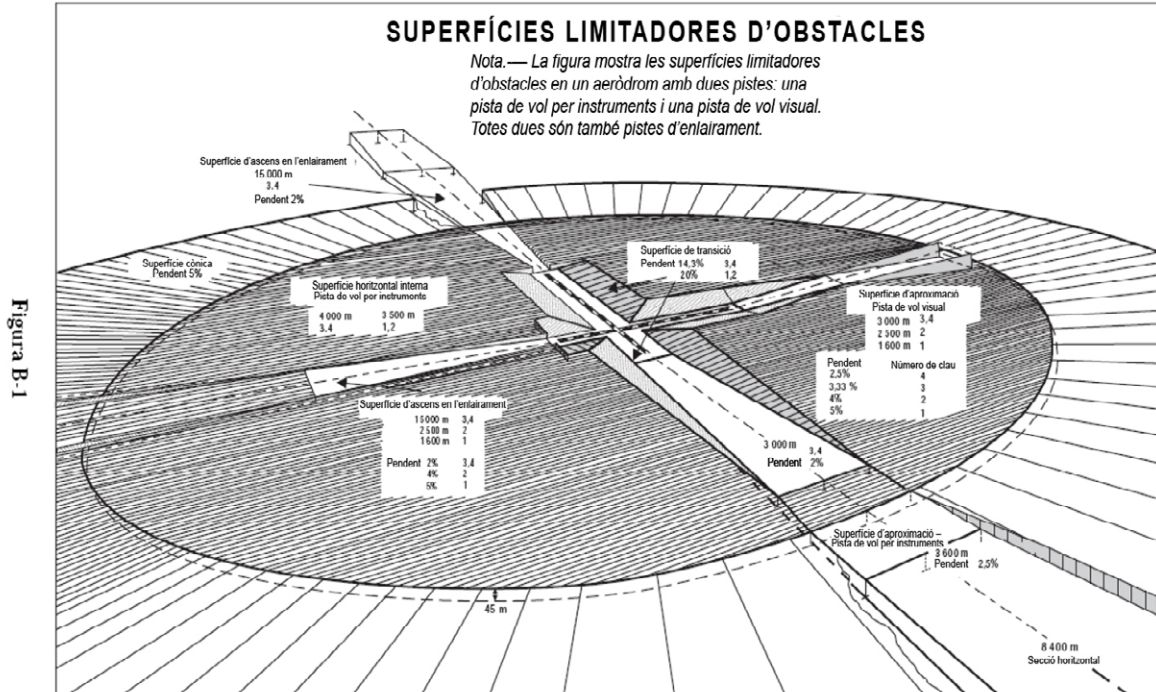 SUPERFÍCIES LIMITADORES D'OBSTACLES
Nota.— La figura mostra les superfícies limitadores
d'obstacles en un aeròdrom amb dues pistes: una
pista de vol per instruments i una pista de vol visual.
Totes dues són també pistes d'enlairament.
Superfície d'ascens en l'enlairament
15.000 m
3.4
Pendent 2%
Superfície cònica
Pendent 5%
Superfície de transició
Pendent 14,3% 3,4
20% 1,2
Superfície horitzontal interna
Pista de vol per instruments
4 000 m 3 500 m
3.4 1,2
Superfície d'aproximació
Pista de vol visual
3 000 m 3,4
2 500 m 2
1 600 m 1
Pendent Número de clau
2,5% 4
3,33 % 3
4% 2
5% 1
Superfície d'ascens en l'enlairament
15 000 m 3,4
2 500 m 2
1 600 m 1
Pendent 2% 3,4
4% 2
5% 1
3 000 m
3,4
Pendent 2%
Superfície d'aproximació –
Pista de vol per instruments
3 600 m
Pendent 2,5%
45 m
8 400 m
Secció horitzontal
Figura B-1